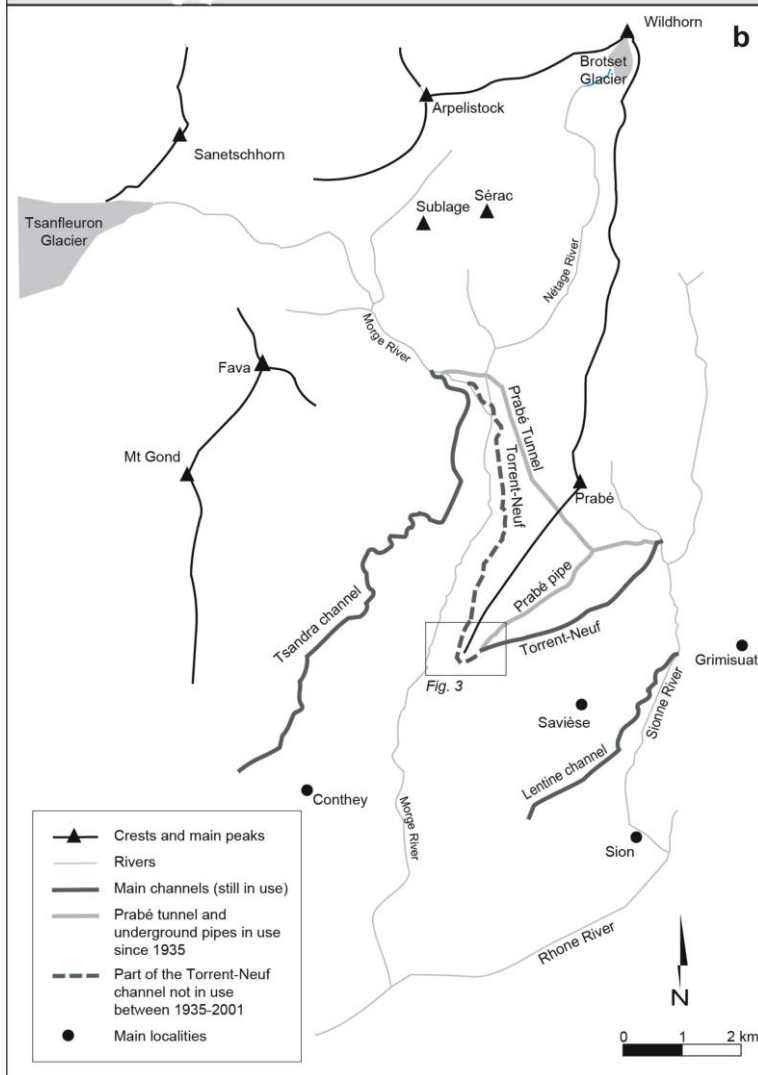 b
Wildhorn
Brotset
Glacier
Arpelistock
Sanetschhorn
Sérac
Sublage
Tsanfleuron
Glacier
Nétage River
Morge River
Fava
Prabé Tunnel
Mt Gond
Torrent-Neuf
Prabé
Prabé pipe
Tsandra channel
Torrent-Neuf
Grimisuat
Fig. 3
Sionne River
Savièse
Lentine channel
Conthey
Morge River
Sion
Crests and main peaks
Rivers
Main channels (still in use)
Prabé tunnel and
underground pipes in use
since 1935
Part of the Torrent-Neuf
channel not in use
between 1935-2001
Main localities
Rhone River
N
0 1 2 km